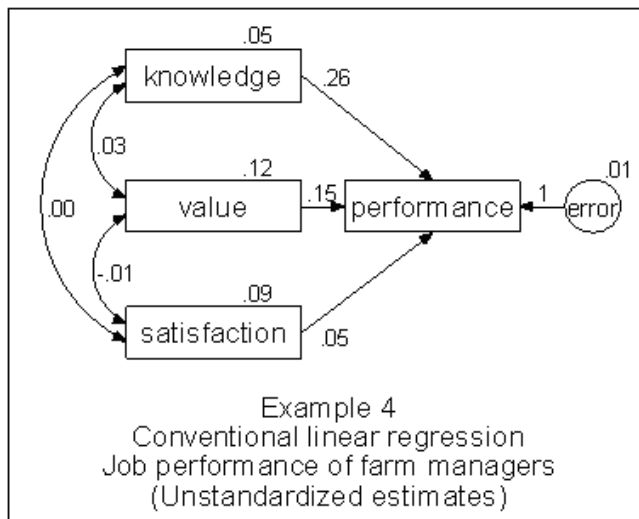 .05
knowledge
.26
.03
.12
.01
.00
value
.15
performance
1
error
-.01
.09
satisfaction
.05
Example 4
Conventional linear regression
Job performance of farm managers
(Unstandardized estimates)